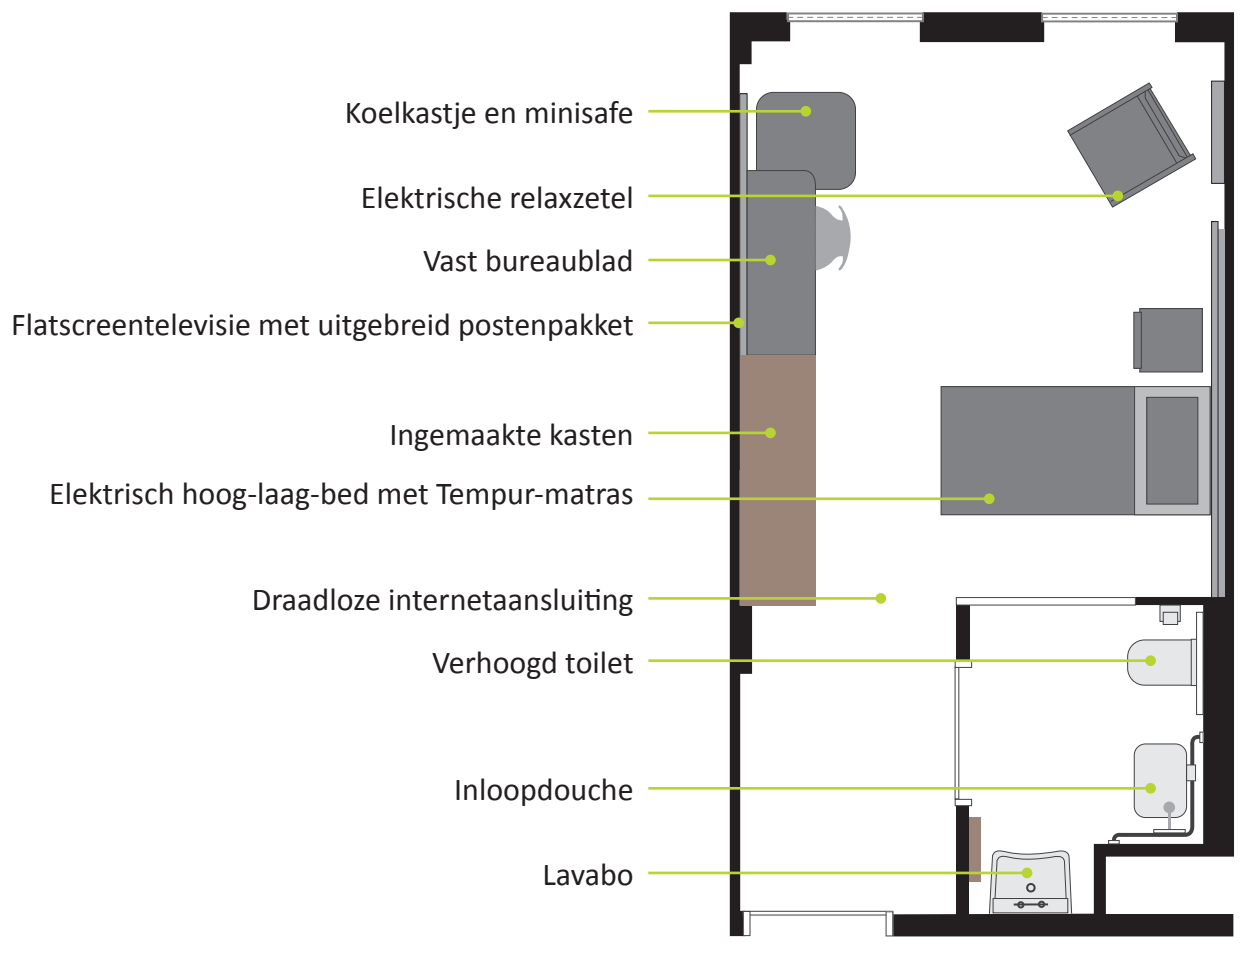 Koelkastje en minisafe
Elektrische relaxzetel
Vast bureaublad
Flatscreentelevisie met uitgebreid postenpakket
Ingemaakte kasten
Elektrisch hoog-laag-bed met Tempur-matras
Draadloze internetaansluiting
Verhoogd toilet
Inloopdouche
Lavabo